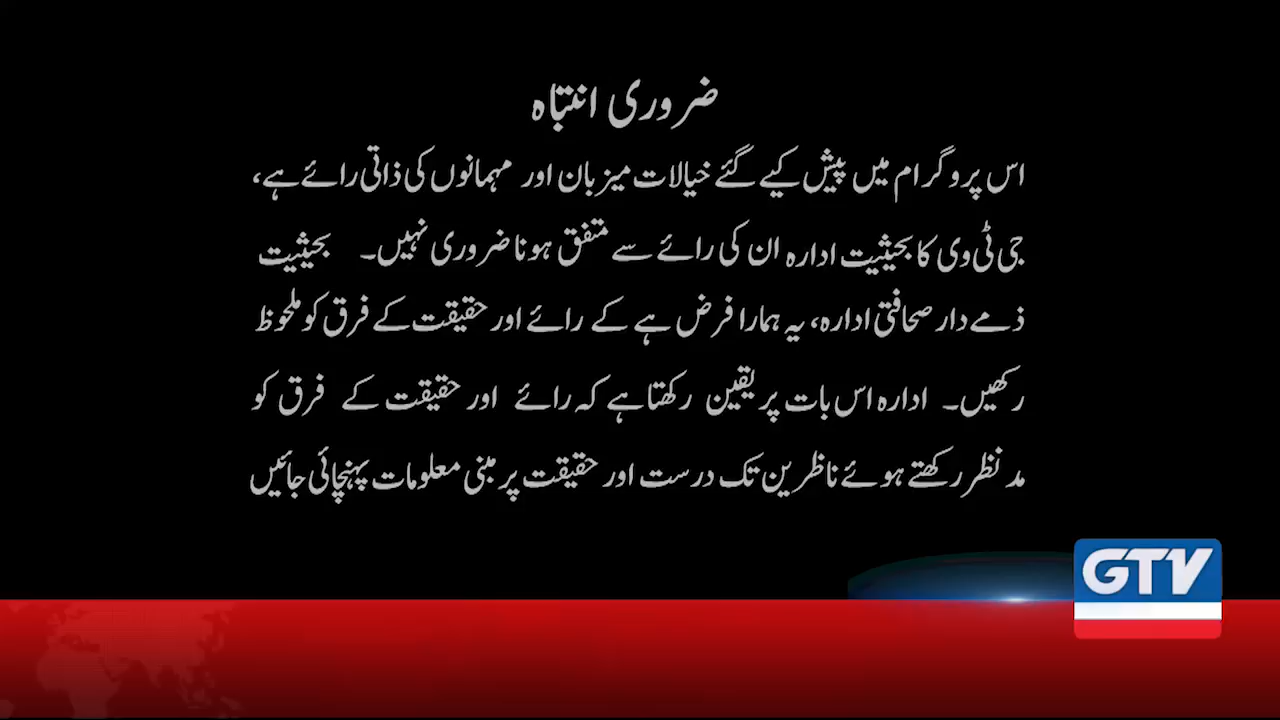 ضروری انتباہ
اس پروگرام میں پیش کیے گئے خیالات میزبان اور مہمانوں کی ذاتی رائے ہے،
جی ٹی وی کا بحیثیت ادارہ ان کی رائے سے متفق ہونا ضروری نہیں۔ بحیثیت
ذمے دار صحافتی ادارہ، یہ ہمارا فرض ہے کے رائے اور حقیقت کے فرق کو ملحوظ
رکھیں۔ ادارہ اس بات پر یقین رکھتا ہے کہ رائے اور حقیقت کے فرق کو
مد نظر رکھتے ہوئے ناظرین تک درست اور حقیقت پر مبنی معلومات پہنچائی جائیں
GTV